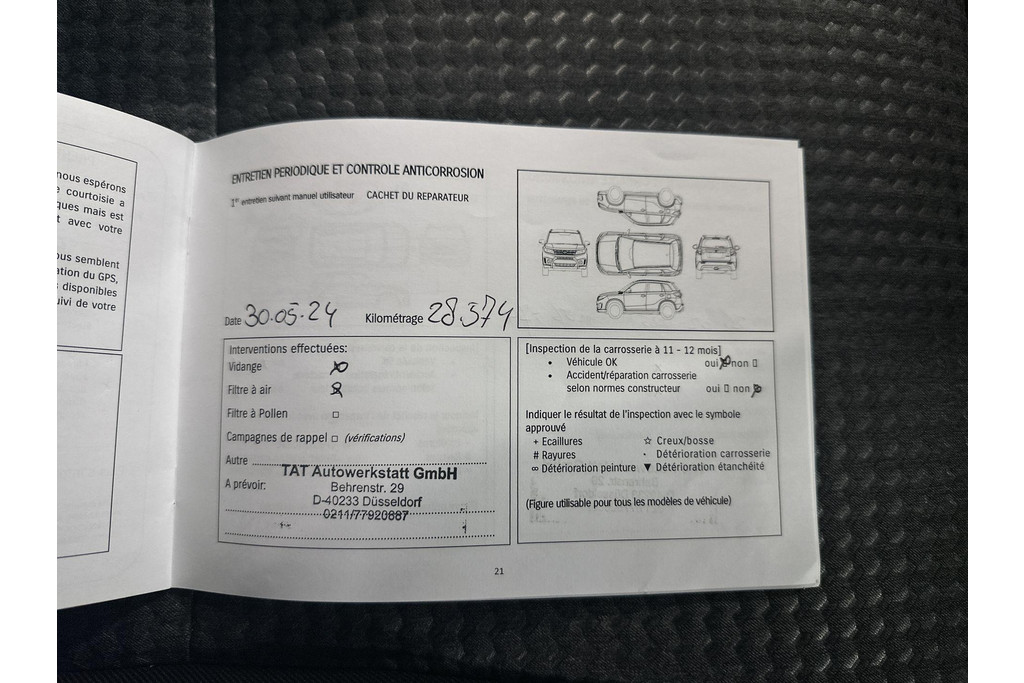 nous espérons
courtoisie a
ques mais est
t avec votre
ous semblent
ation du GPS,
disponibles
uivi de votre
ENTRETIEN PERIODIQUE ET CONTROLE ANTICORROSION
1er entretien suivant manuel utilisateur CACHET DU REPARATEUR
Date 30.05.24 Kilométrage 28.574
Interventions effectuées:
Vidange
Filtre à air
Filtre à Pollen □
Campagnes de rappel □ (vérifications)
Autre
TAT Autowerkstatt GmbH
A prévoir:
Behrenstr. 29
D-40233 Düsseldorf
0211/77920687
[Inspection de la carrosserie à 11 - 12 mois]
• Véhicule OK oui non ▯
• Accident/réparation carrosserie
selon normes constructeur oui ▯ non
Indiquer le résultat de l'inspection avec le symbole
approuvé
+ Ecaillures ☆ Creux/bosse
# Rayures · Détérioration carrosserie
∞ Détérioration peinture ▼ Détérioration étanchéité
(Figure utilisable pour tous les modèles de véhicule)
21